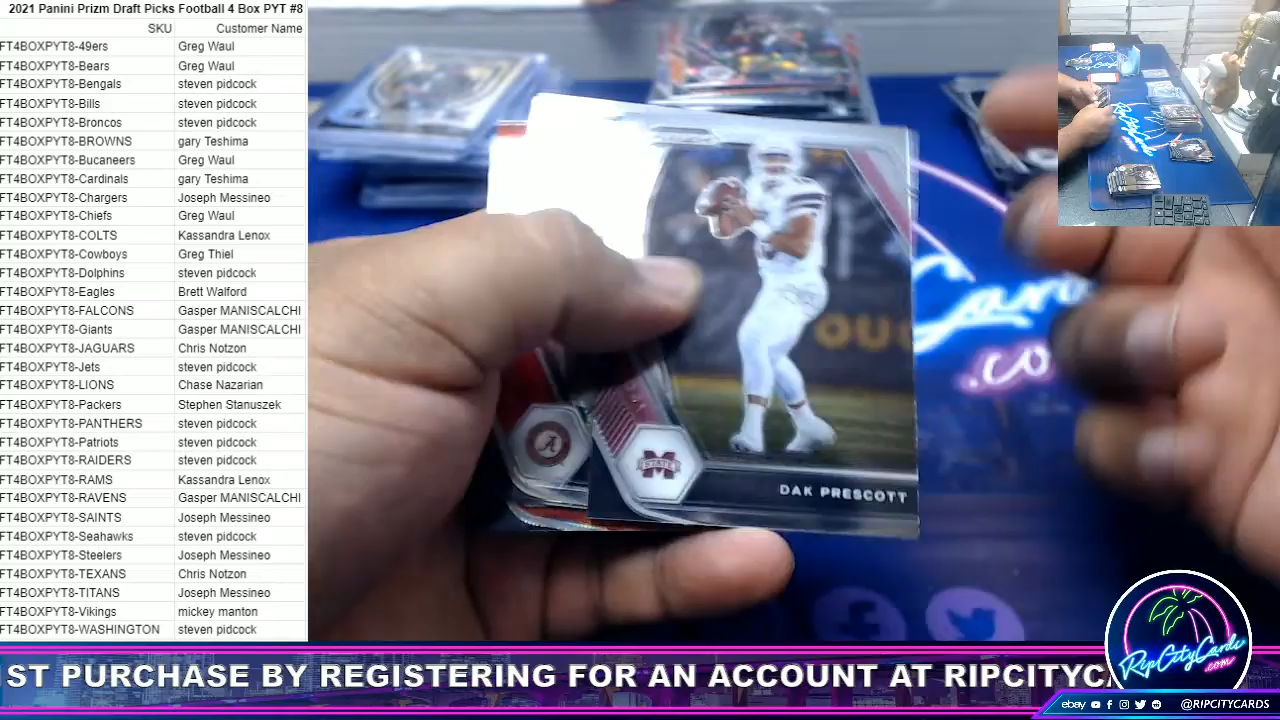 2021 Panini Prizm Draft Picks Football 4 Box PYT #8
SKU Customer Name
FT4BOXPYT8-49ers Greg Waul
FT4BOXPYT8-Bears Greg Waul
FT4BOXPYT8-Bengals steven pidcock
FT4BOXPYT8-Bills steven pidcock
FT4BOXPYT8-Broncos steven pidcock
FT4BOXPYT8-BROWNS gary Teshima
FT4BOXPYT8-Bucaneers Greg Waul
FT4BOXPYT8-Cardinals gary Teshima
FT4BOXPYT8-Chargers Joseph Messineo
FT4BOXPYT8-Chiefs Greg Waul
FT4BOXPYT8-COLTS Kassandra Lenox
FT4BOXPYT8-Cowboys Greg Thiel
FT4BOXPYT8-Dolphins steven pidcock
FT4BOXPYT8-Eagles Brett Walford
FT4BOXPYT8-FALCONS Gasper MANISCALCHI
FT4BOXPYT8-Giants Gasper MANISCALCHI
FT4BOXPYT8-JAGUARS Chris Notzon
FT4BOXPYT8-Jets steven pidcock
FT4BOXPYT8-LIONS Chase Nazarian
FT4BOXPYT8-Packers Stephen Stanuszek
FT4BOXPYT8-PANTHERS steven pidcock
FT4BOXPYT8-Patriots steven pidcock
FT4BOXPYT8-RAIDERS steven pidcock
FT4BOXPYT8-RAMS Kassandra Lenox
FT4BOXPYT8-RAVENS Gasper MANISCALCHI
FT4BOXPYT8-SAINTS Joseph Messineo
FT4BOXPYT8-Seahawks steven pidcock
FT4BOXPYT8-Steelers Joseph Messineo
FT4BOXPYT8-TEXANS Chris Notzon
FT4BOXPYT8-TITANS Joseph Messineo
FT4BOXPYT8-Vikings mickey manton
FT4BOXPYT8-WASHINGTON steven pidcock
OU
.co
STATE
DAK PRESCOTT
ST PURCHASE BY REGISTERING FOR AN ACCOUNT AT RIPCITYC
RipCityCards
.com
ebay @RIPCITYCARDS